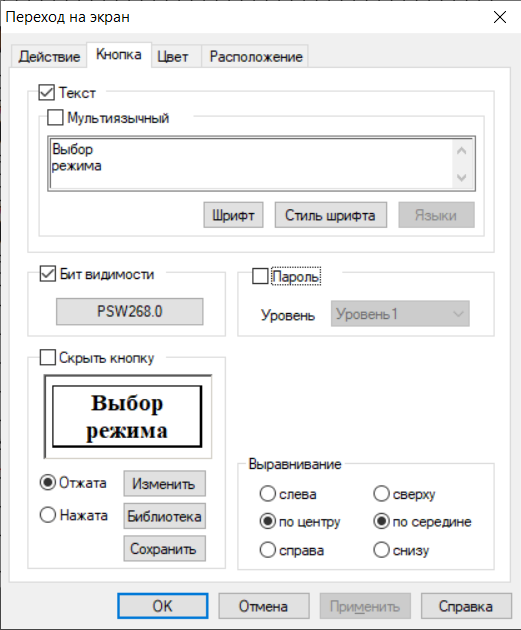 Переход на экран
Действие Кнопка Цвет Расположение
Текст
Мультиязычный
Выбор
режима
Шрифт Стиль шрифта Языки
Бит видимости
PSW268.0
Пароль
Уровень Уровень1
Скрыть кнопку
Выбор
режима
Отжата Изменить
Нажата Библиотека
Сохранить
Выравнивание
слева сверху
по центру по середине
справа снизу
OK Отмена Применить Справка